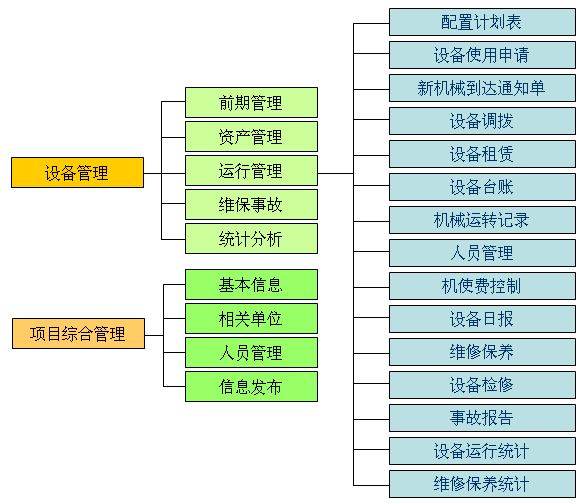 设备管理
前期管理
资产管理
运行管理
维保事故
统计分析
项目综合管理
基本信息
相关单位
人员管理
信息发布
配置计划表
设备使用申请
新机械到达通知单
设备调拨
设备租赁
设备台账
机械运转记录
人员管理
机使费控制
设备日报
维修保养
设备检修
事故报告
设备运行统计
维修保养统计